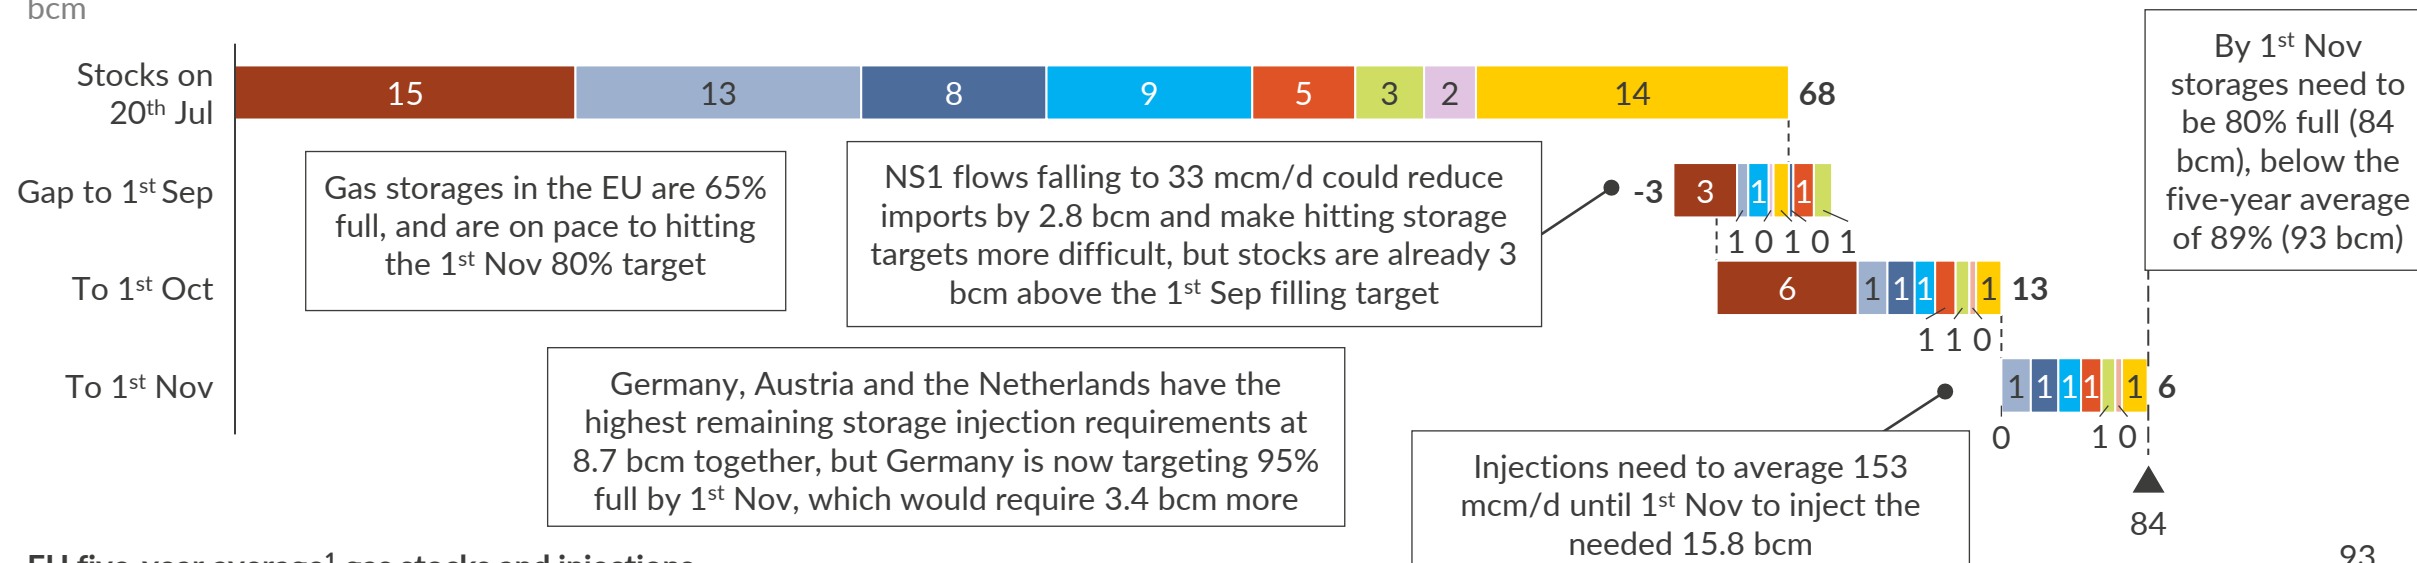 bcm
Stocks on
20th Jul
15 13 8 9 5 3 2 14 68
Gas storages in the EU are 65%
full, and are on pace to hitting
the 1st Nov 80% target
NS1 flows falling to 33 mcm/d could reduce
imports by 2.8 bcm and make hitting storage
targets more difficult, but stocks are already 3
bcm above the 1st Sep filling target
By 1st Nov
storages need to
be 80% full (84
bcm), below the
five-year average
of 89% (93 bcm)
Gap to 1st Sep
-3 3 1 1
1 0 1 0 1
To 1st Oct
6 1 1 1 1 13
1 1 0
Germany, Austria and the Netherlands have the
highest remaining storage injection requirements at
8.7 bcm together, but Germany is now targeting 95%
full by 1st Nov, which would require 3.4 bcm more
To 1st Nov
1 1 1 1 1 6
0 1 0
Injections need to average 153
mcm/d until 1st Nov to inject the
needed 15.8 bcm
84
EU five-year average1 gas stocks and injections
93